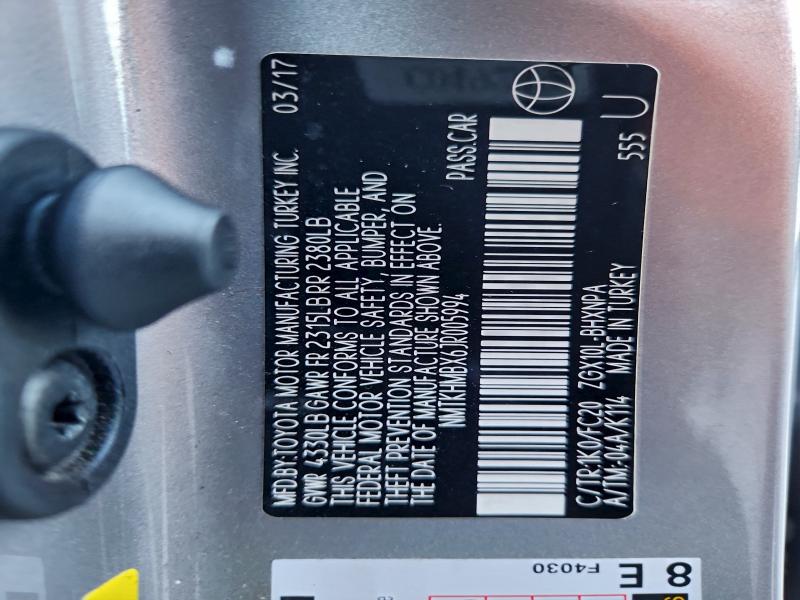 MFD.BY:TOYOTA MOTOR MANUFACTURING TURKEY INC. 03/17
GVWR 4330LB GAWR FR 2315LB RR 2380LB
THIS VEHICLE CONFORMS TO ALL APPLICABLE
FEDERAL MOTOR VEHICLE SAFETY, BUMPER, AND
THEFT PREVENTION STANDARDS IN EFFECT ON
THE DATE OF MANUFACTURE SHOWN ABOVE.
NMTKHMBX6JR005994 PASS.CAR
C/TR:1K0/FC20 ZGX10L-BHXNPA 555 U
A/TM:04A/K114 MADE IN TURKEY
8 E
F4030